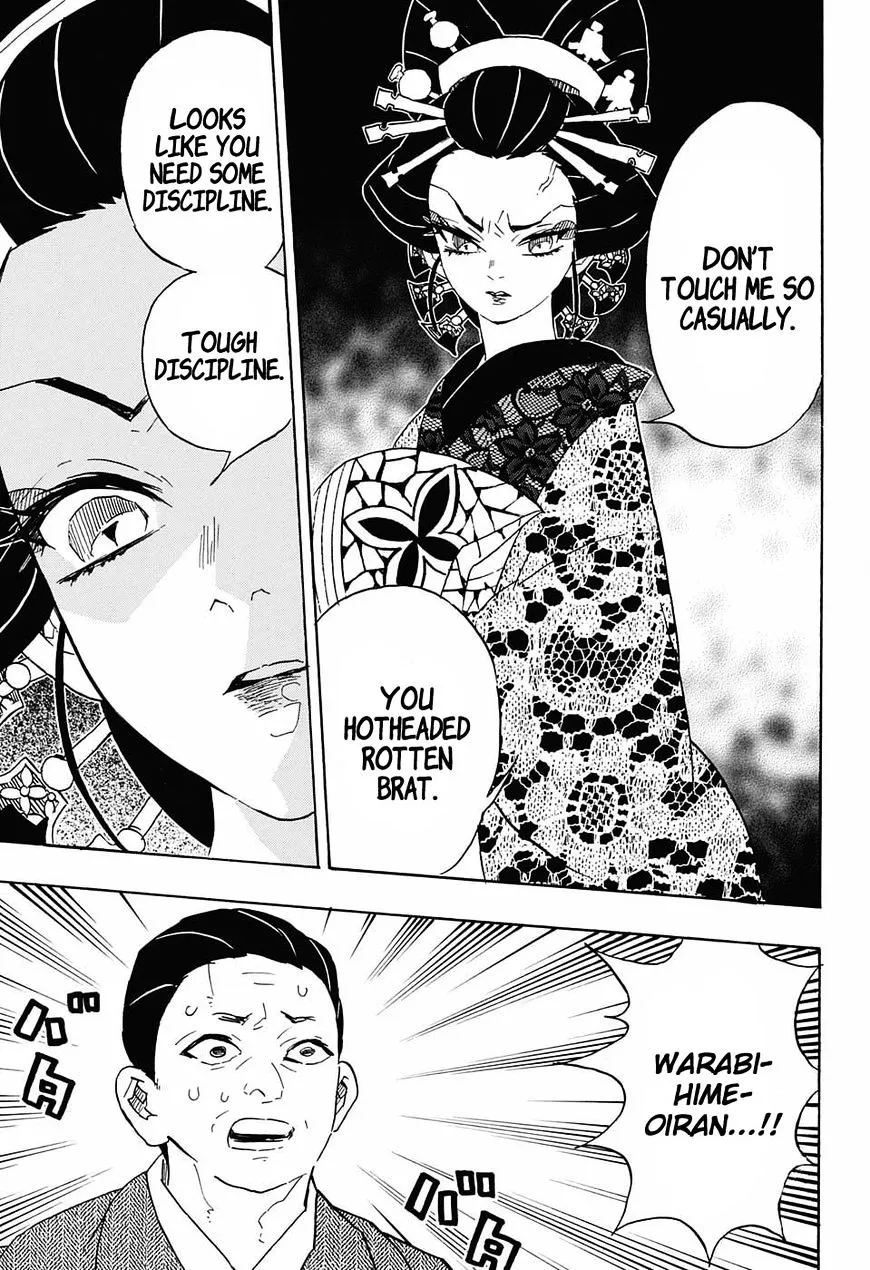 DON'T
TOUCH ME SO
CASUALLY.
YOU
HOTHEADED
ROTTEN
BRAT.
LOOKS
LIKE YOU
NEED SOME
DISCIPLINE.
TOUGH
DISCIPLINE.
WARABI-
HIME-
OIRAN...!!